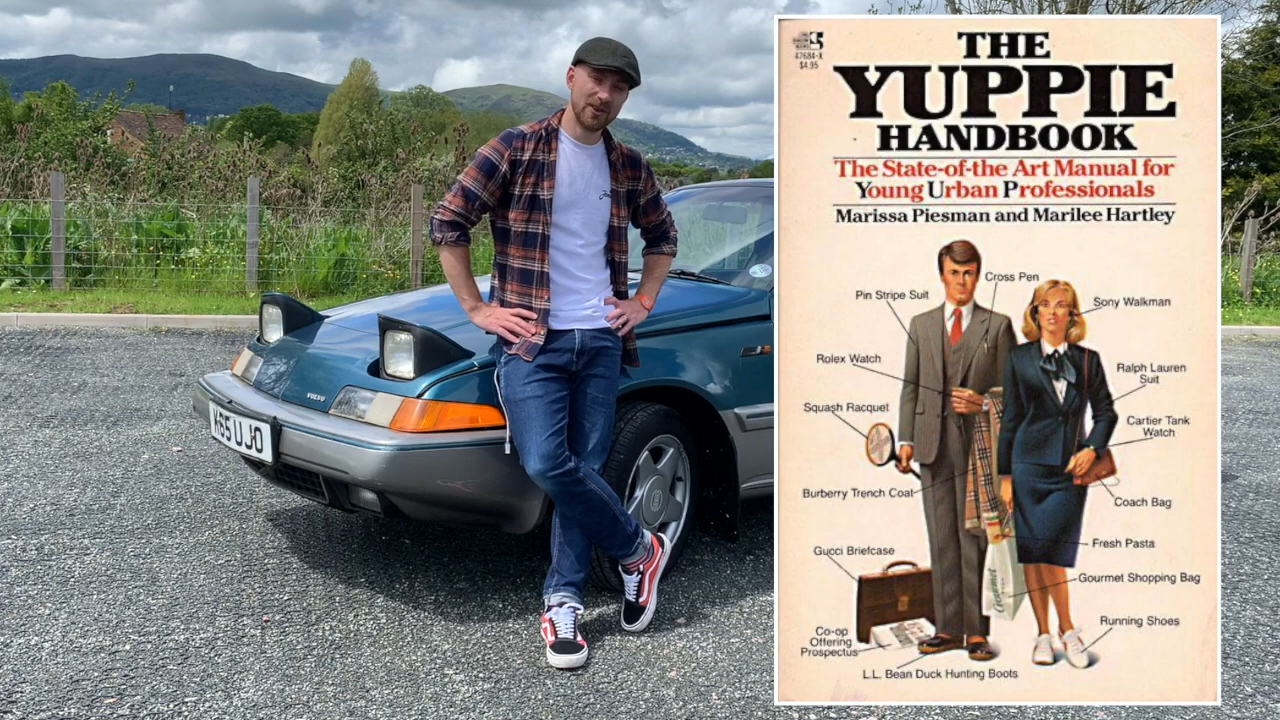 VOLVO
K65 UJO
47684-X
$4.95
THE
YUPPIE
HANDBOOK
The State-of-the Art Manual for
Young Urban Professionals
Marissa Piesman and Marilee Hartley
Cross Pen
Pin Stripe Suit
Sony Walkman
Rolex Watch
Ralph Lauren
Suit
Squash Racquet
Cartier Tank
Watch
Burberry Trench Coat
Coach Bag
Fresh Pasta
Gucci Briefcase
Gourmet Shopping Bag
Gourmet
Running Shoes
Co-op
Offering
Prospectus
L.L. Bean Duck Hunting Boots